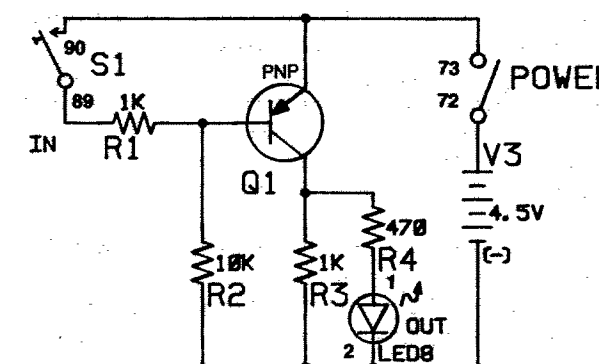 90
S1
89
1K
R1
IN
PNP
Q1
73
72
POWE
V3
4.5V
(-)
10K
R2
1K
R3
470
R4
1
OUT
2
LED8